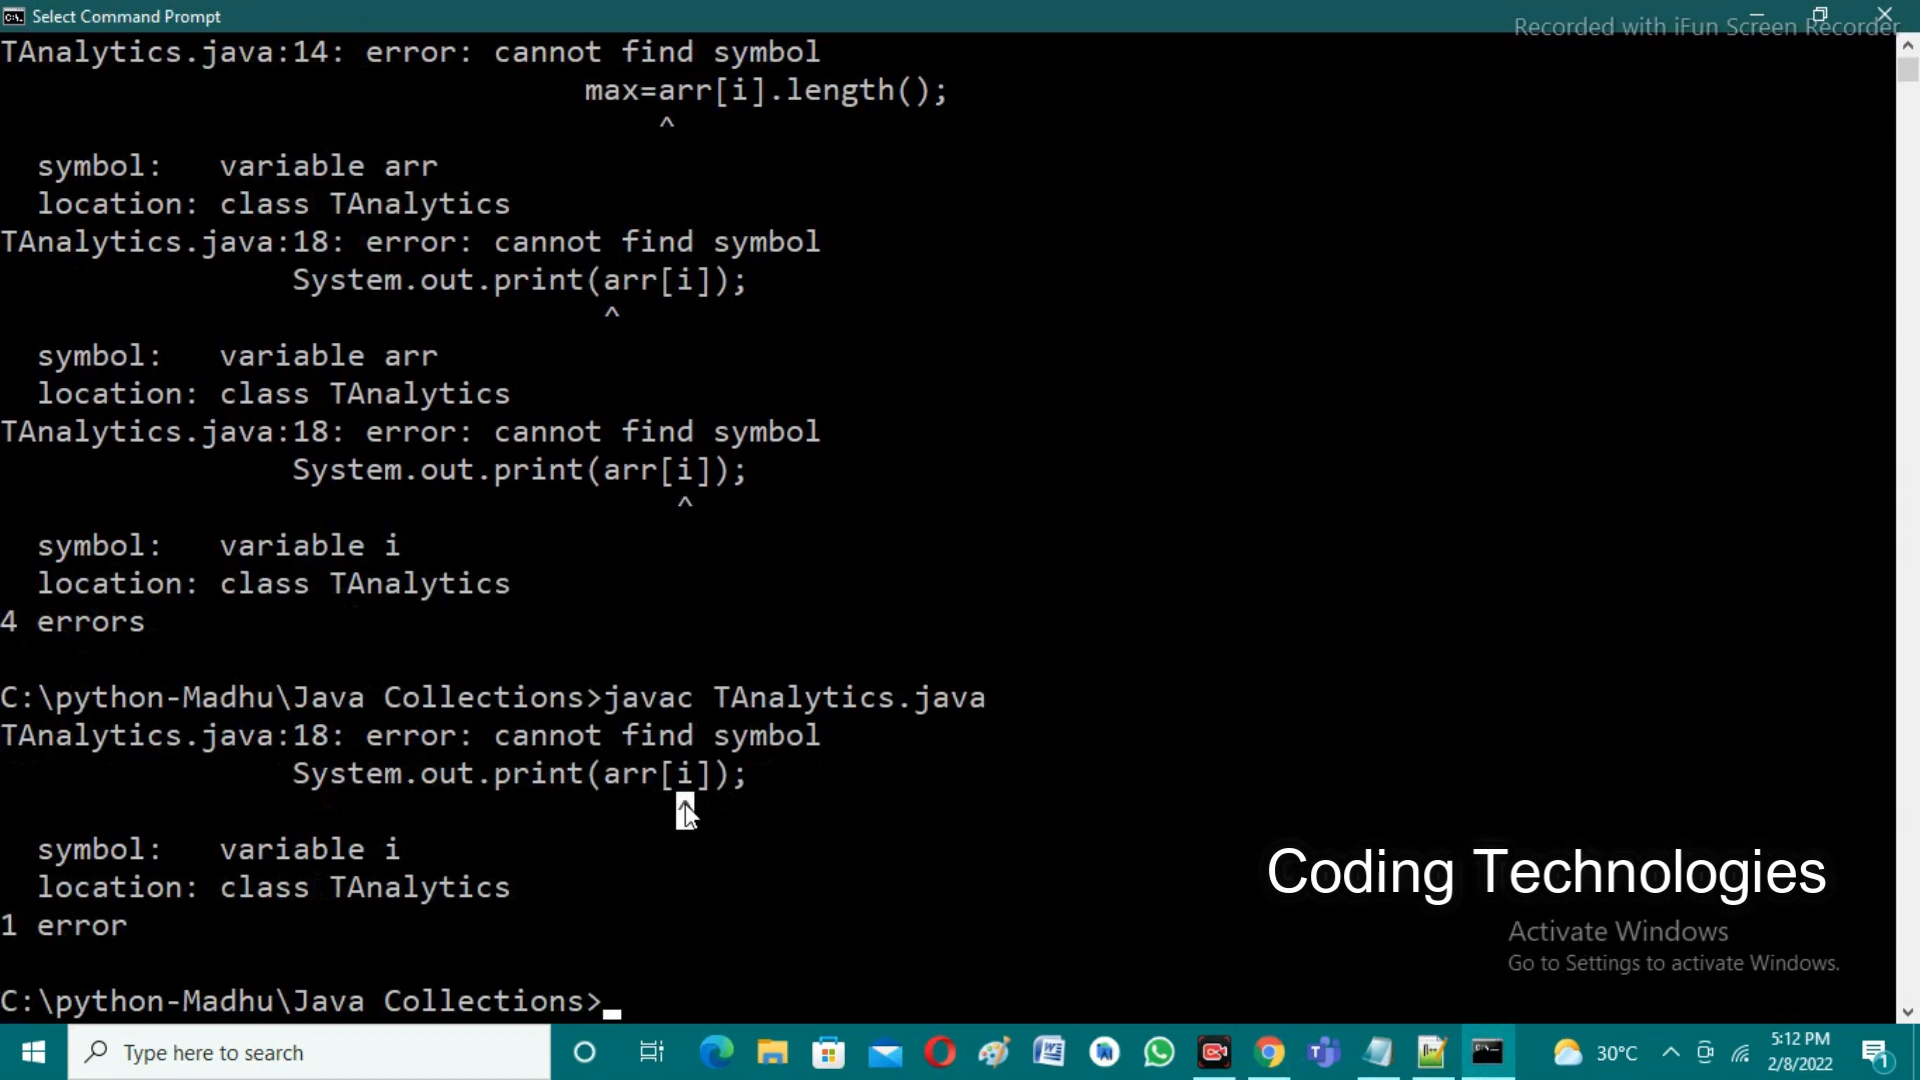 Select Command Prompt
Recorded with iFun Screen Recorder
TAnalytics.java:14: error: cannot find symbol
max=arr[i].length();
^
symbol:   variable arr
location: class TAnalytics
TAnalytics.java:18: error: cannot find symbol
System.out.print(arr[i]);
^
symbol:   variable arr
location: class TAnalytics
TAnalytics.java:18: error: cannot find symbol
System.out.print(arr[i]);
^
symbol:   variable i
location: class TAnalytics
4 errors
C:\python-Madhu\Java Collections>javac TAnalytics.java
TAnalytics.java:18: error: cannot find symbol
System.out.print(arr[i]);
^
symbol:   variable i
location: class TAnalytics
1 error
C:\python-Madhu\Java Collections>
Coding Technologies
Activate Windows
Go to Settings to activate Windows.
Type here to search
30°C
5:12 PM
2/8/2022
1